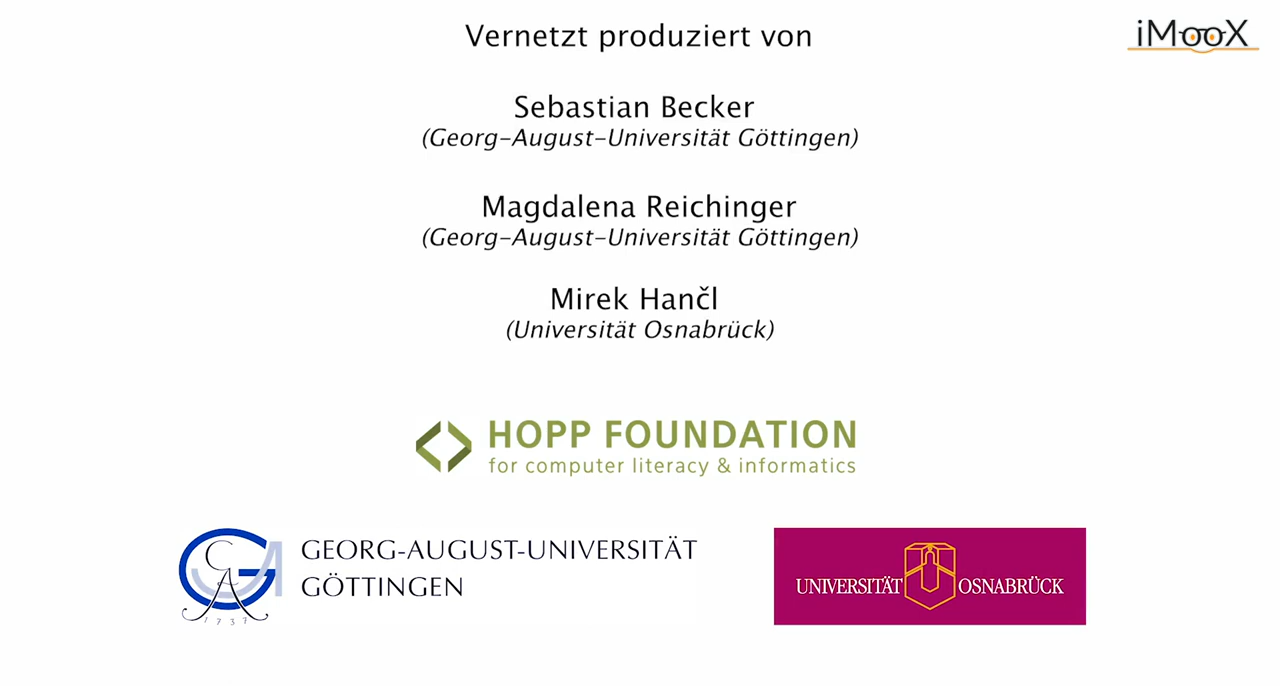 Vernetzt produziert von
iMooX
Sebastian Becker
(Georg-August-Universität Göttingen)
Magdalena Reichinger
(Georg-August-Universität Göttingen)
Mirek Hančl
(Universität Osnabrück)
HOPP FOUNDATION
for computer literacy & informatics
GEORG-AUGUST-UNIVERSITÄT
GÖTTINGEN
1737
UNIVERSITÄT OSNABRÜCK